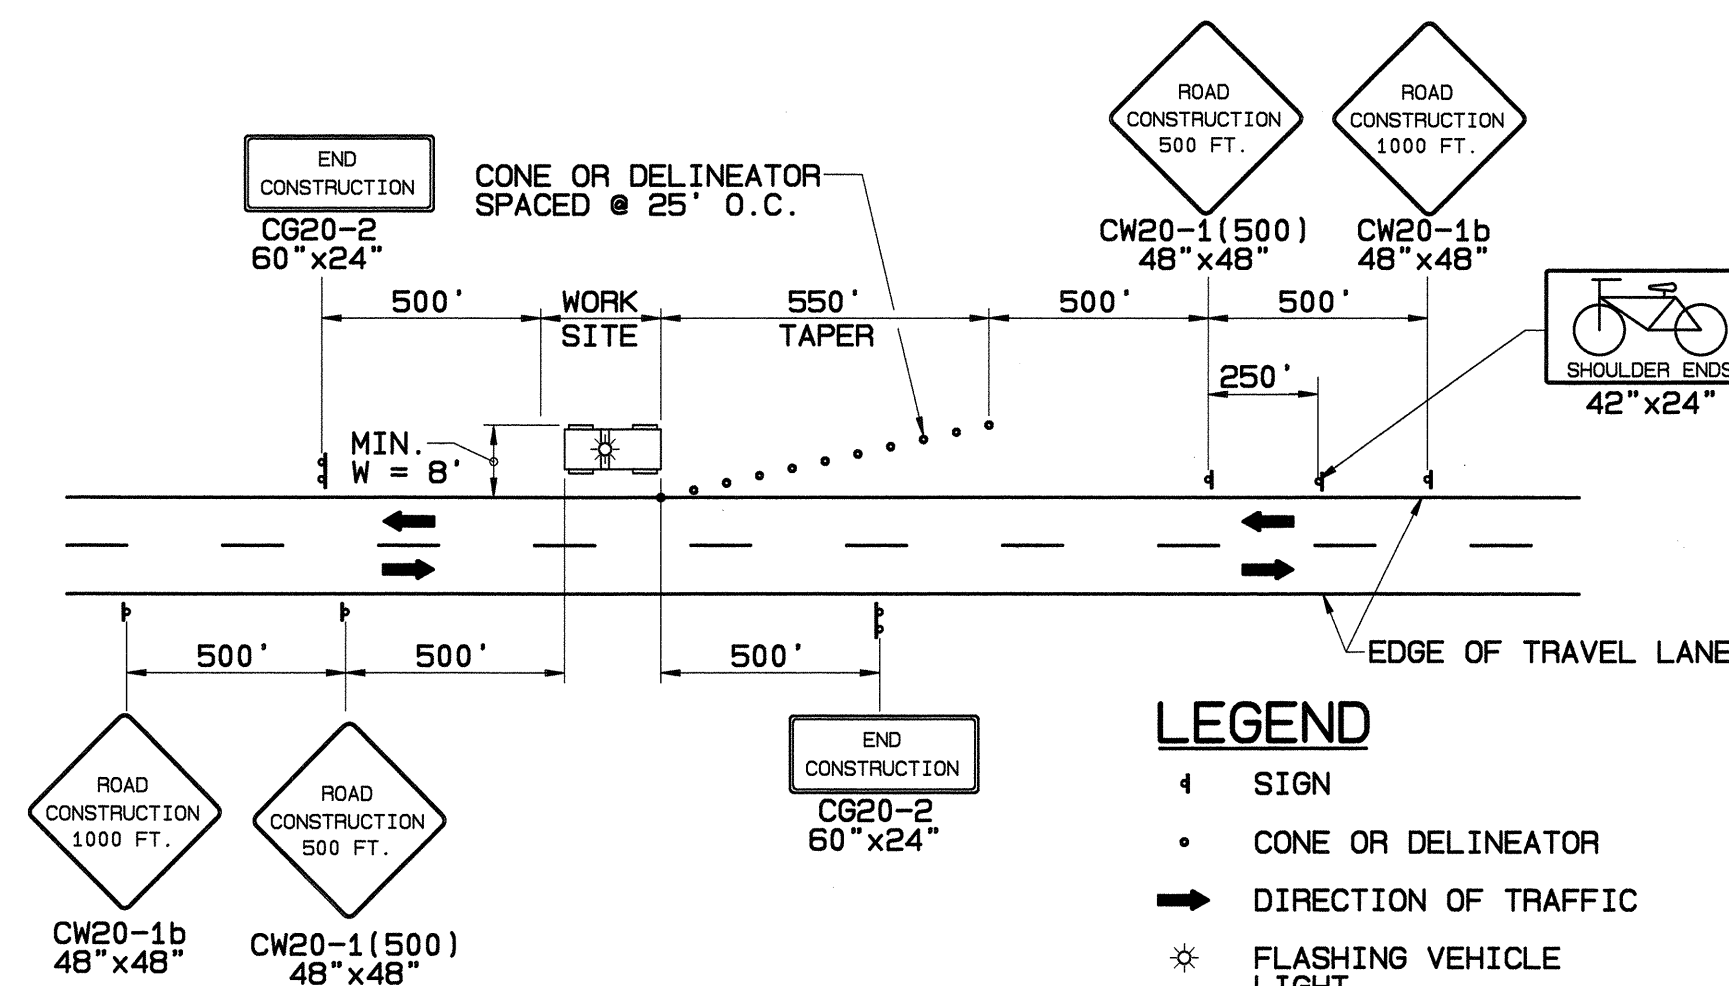 ROAD
CONSTRUCTION
500 FT.
CW20-1(500)
48"x48"
ROAD
CONSTRUCTION
1000 FT.
CW20-1b
48"x48"
END
CONSTRUCTION
CG20-2
60"x24"
CONE OR DELINEATOR
SPACED @ 25' O.C.
500'
WORK
SITE
550'
TAPER
500'
500'
250'
SHOULDER ENDS
42"x24"
MIN.
W = 8'
500'
500'
500'
EDGE OF TRAVEL LANE
ROAD
CONSTRUCTION
1000 FT.
CW20-1b
48"x48"
ROAD
CONSTRUCTION
500 FT.
CW20-1(500)
48"x48"
END
CONSTRUCTION
CG20-2
60"x24"
LEGEND
SIGN
CONE OR DELINEATOR
DIRECTION OF TRAFFIC
FLASHING VEHICLE
LIGHT